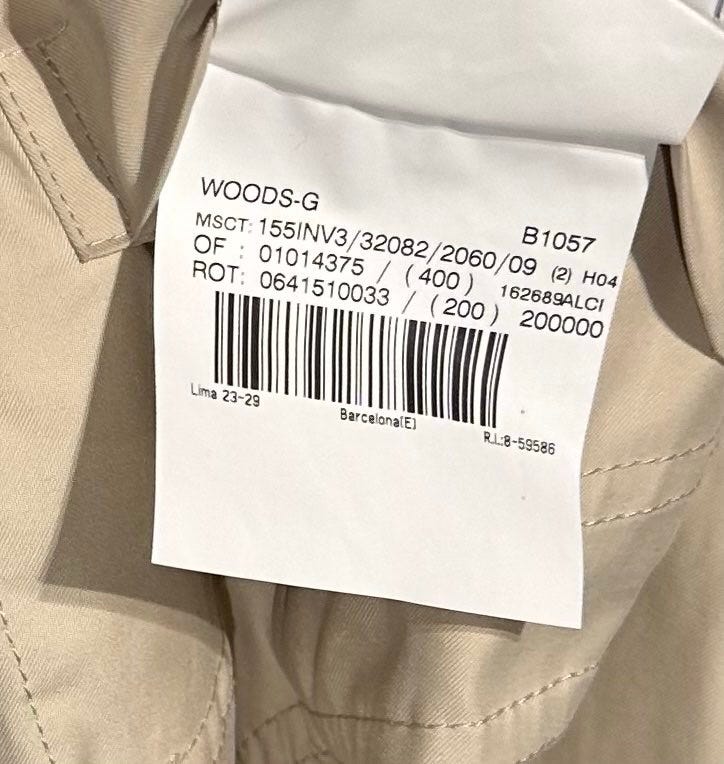 WOODS-G B1057
MSCT: 155INV3/32082/2060/09 (2) H04
OF : 01014375 / (400) 162689ALCI
ROT: 0641510033 / (200) 200000
Lima 23-29 Barcelona(E) R.I.:8-59586